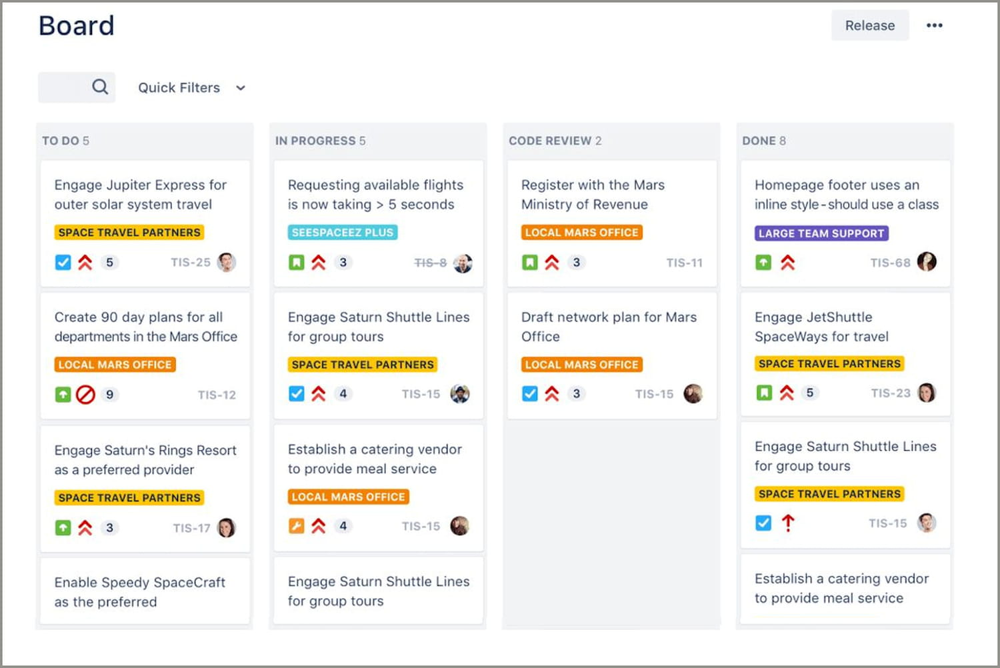 Board
Release
Quick Filters
TO DO 5
Engage Jupiter Express for
outer solar system travel
SPACE TRAVEL PARTNERS
5 TIS-25
Create 90 day plans for all
departments in the Mars Office
LOCAL MARS OFFICE
9 TIS-12
Engage Saturn's Rings Resort
as a preferred provider
SPACE TRAVEL PARTNERS
3 TIS-17
Enable Speedy SpaceCraft
as the preferred
IN PROGRESS 5
Requesting available flights
is now taking > 5 seconds
SEESPACEEZ PLUS
3 TIS-8
Engage Saturn Shuttle Lines
for group tours
SPACE TRAVEL PARTNERS
4 TIS-15
Establish a catering vendor
to provide meal service
LOCAL MARS OFFICE
4 TIS-15
Engage Saturn Shuttle Lines
for group tours
CODE REVIEW 2
Register with the Mars
Ministry of Revenue
LOCAL MARS OFFICE
3 TIS-11
Draft network plan for Mars
Office
LOCAL MARS OFFICE
3 TIS-15
DONE 8
Homepage footer uses an
inline style-should use a class
LARGE TEAM SUPPORT
TIS-68
Engage JetShuttle
SpaceWays for travel
SPACE TRAVEL PARTNERS
5 TIS-23
Engage Saturn Shuttle Lines
for group tours
SPACE TRAVEL PARTNERS
TIS-15
Establish a catering vendor
to provide meal service